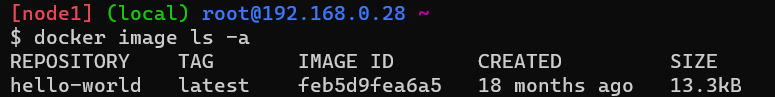 [node1] (local) root@192.168.0.28 ~
$ docker image ls -a
REPOSITORY    TAG       IMAGE ID       CREATED         SIZE
hello-world   latest    feb5d9fea6a5   18 months ago   13.3kB